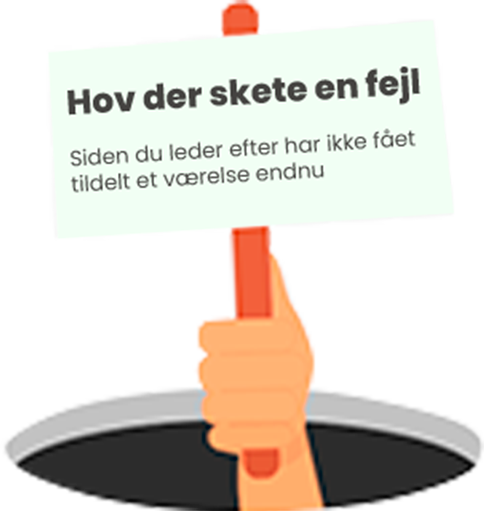 Hov der skete en fejl
Siden du leder efter har ikke fået
tildelt et værelse endnu